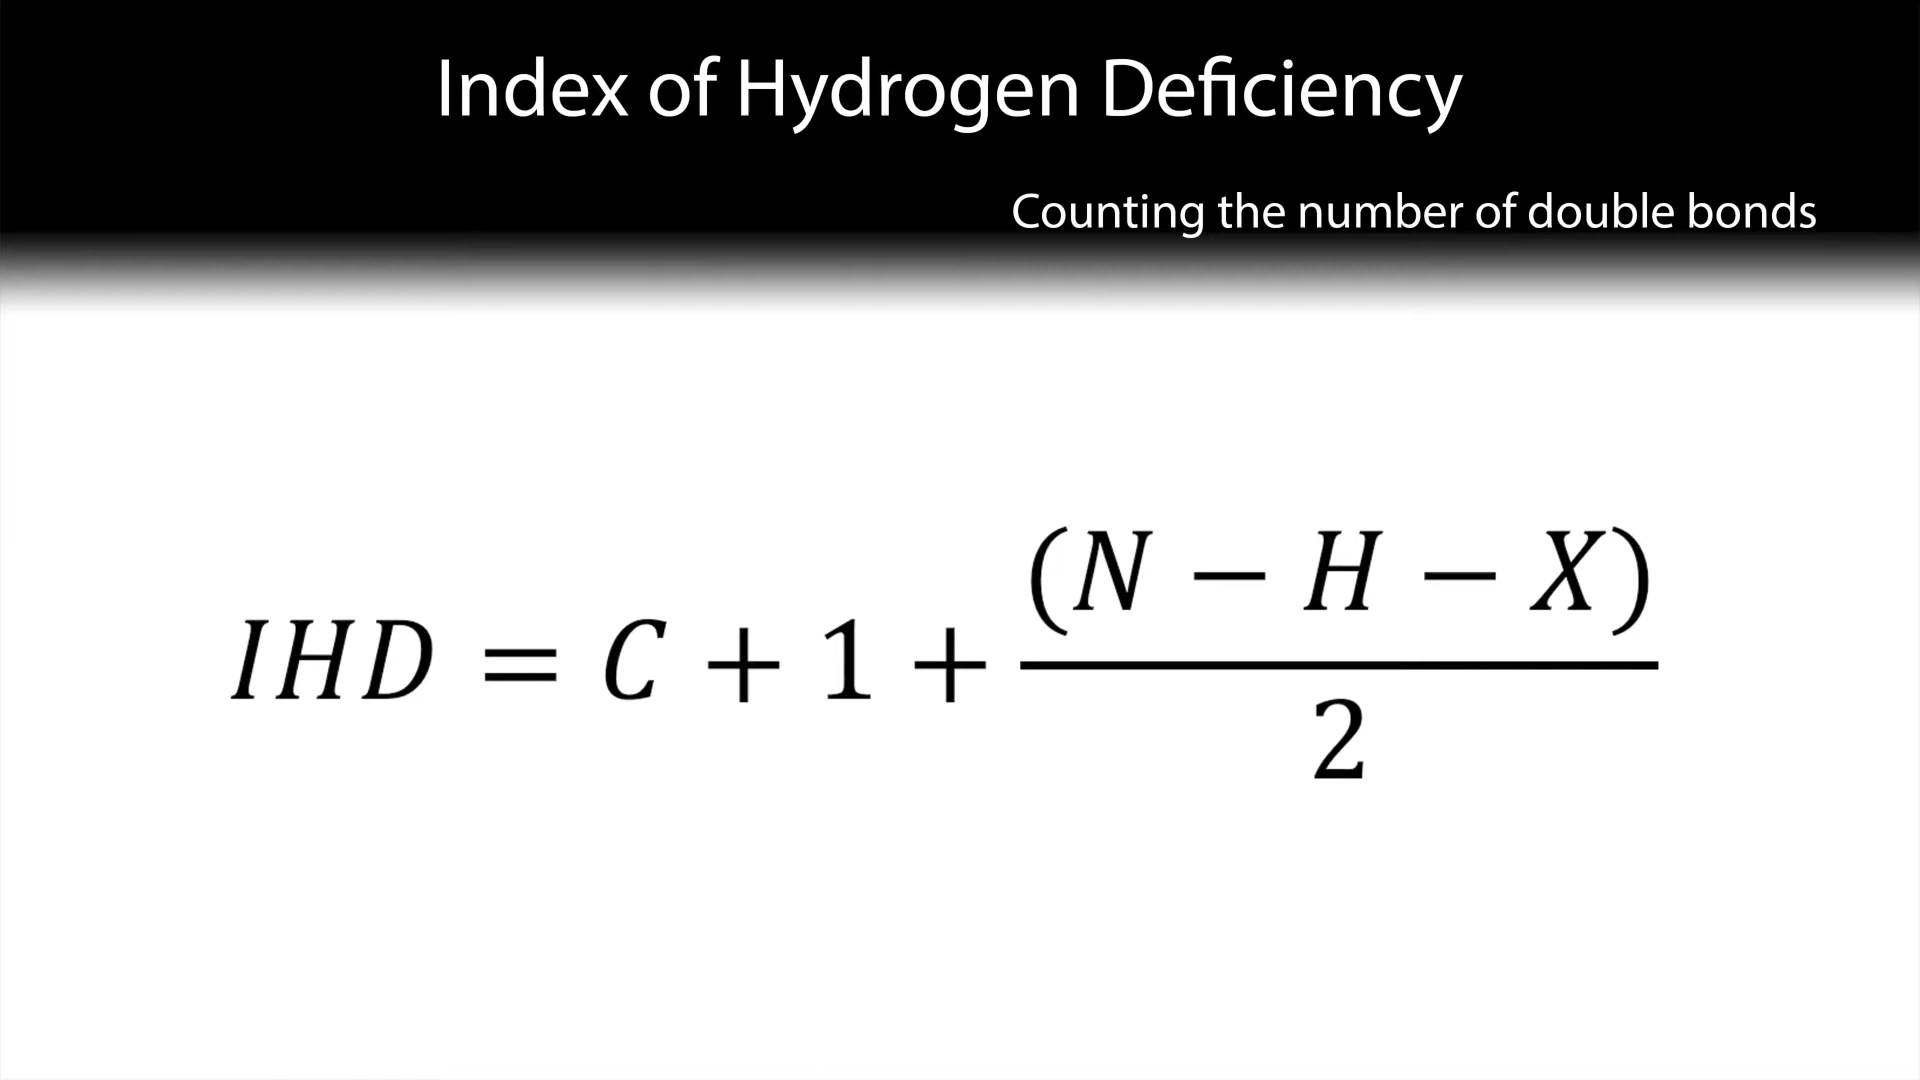 Index of Hydrogen Deficiency
Counting the number of double bonds
IHD = C + 1 + (N − H − X) / 2